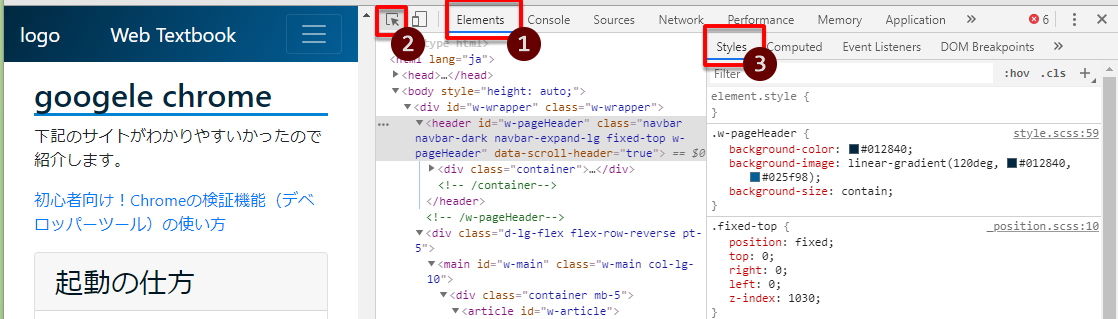 logo Web Textbook
googele chrome
下記のサイトがわかりやすいかったので
紹介します。
初心者向け!Chromeの検証機能(デベ
ロッパーツール)の使い方
起動の仕方
Elements Console Sources Network Performance Memory Application » 6
1
2
type html>
<html lang="ja">
<head>…</head>
<body style="height: auto;">
<div id="w-wrapper" class="w-wrapper">
<header id="w-pageHeader" class="navbar
navbar-dark navbar-expand-lg fixed-top w-
pageHeader" data-scroll-header="true"> == $0
<div class="container">…</div>
<!-- /container-->
</header>
<!-- /w-pageHeader-->
<div class="d-lg-flex flex-row-reverse pt-
5">
<main id="w-main" class="w-main col-lg-
10">
<div class="container mb-5">
<article id="w-article">
Styles Computed Event Listeners DOM Breakpoints »
3
Filter :hov .cls +
element.style {
}
.w-pageHeader { style.scss:59
background-color: #012840;
background-image: linear-gradient(120deg, #012840,
#025f98);
background-size: contain;
}
.fixed-top { _position.scss:10
position: fixed;
top: 0;
right: 0;
left: 0;
z-index: 1030;